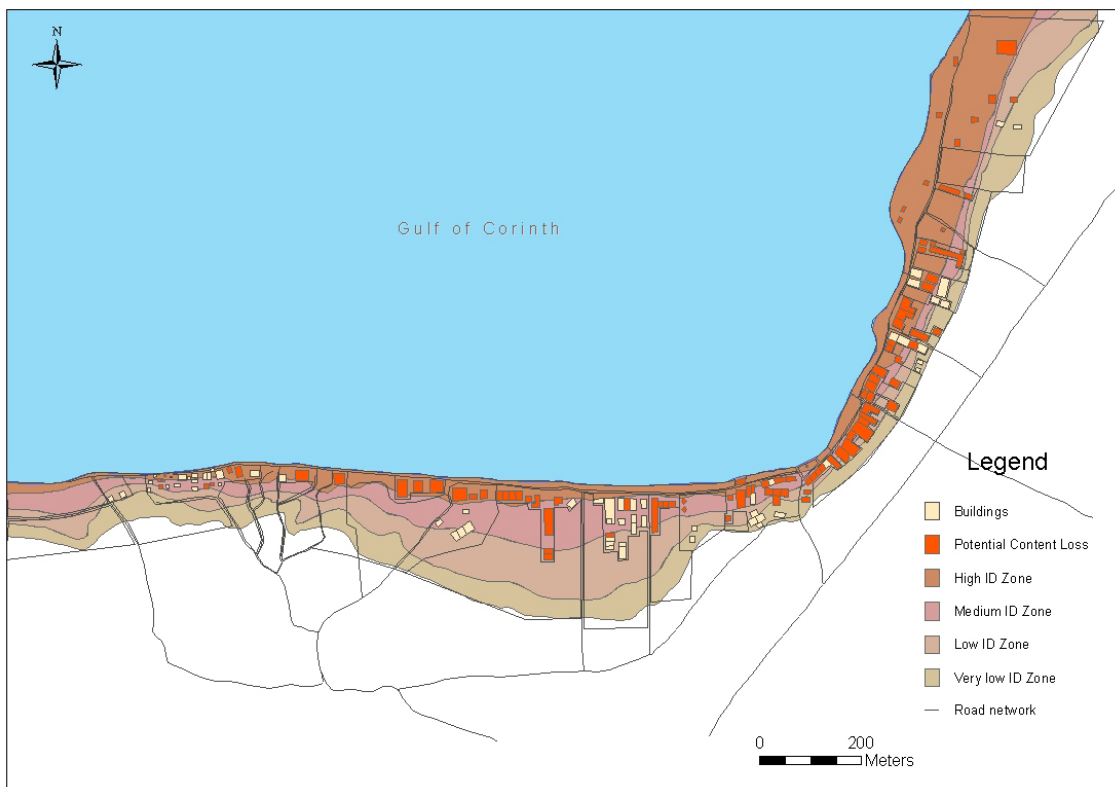 N
Gulf of Corinth
Legend
Buildings
Potential Content Loss
High ID Zone
Medium ID Zone
Low ID Zone
Very low ID Zone
Road network
0 200
Meters